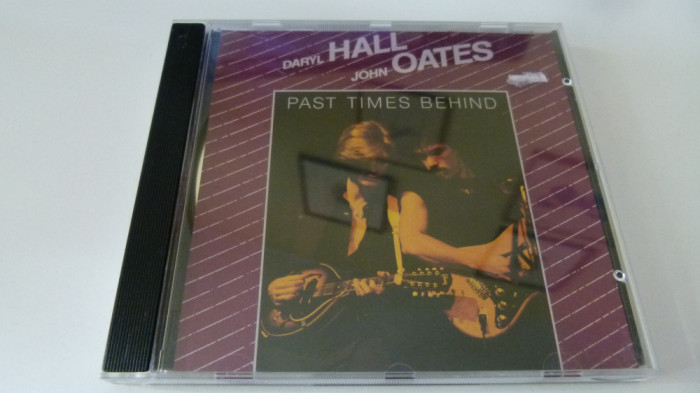 DARYL HALL
JOHN OATES
PAST TIMES BEHIND